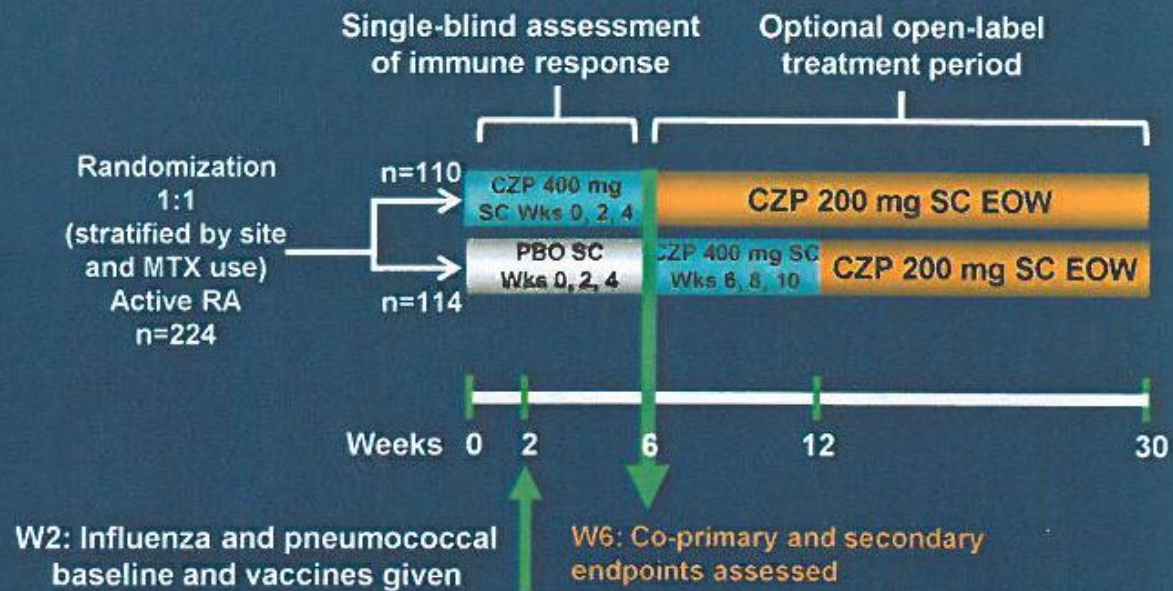 Single-blind assessment
of immune response
Optional open-label
treatment period
Randomization
1:1
(stratified by site
and MTX use)
Active RA
n=224
n=110
n=114
CZP 400 mg
SC Wks 0, 2, 4
CZP 200 mg SC EOW
PBO SC
Wks 0, 2, 4
CZP 400 mg SC
Wks 6, 8, 10
CZP 200 mg SC EOW
Weeks 0 2 6 12 30
W2: Influenza and pneumococcal
baseline and vaccines given
W6: Co-primary and secondary
endpoints assessed